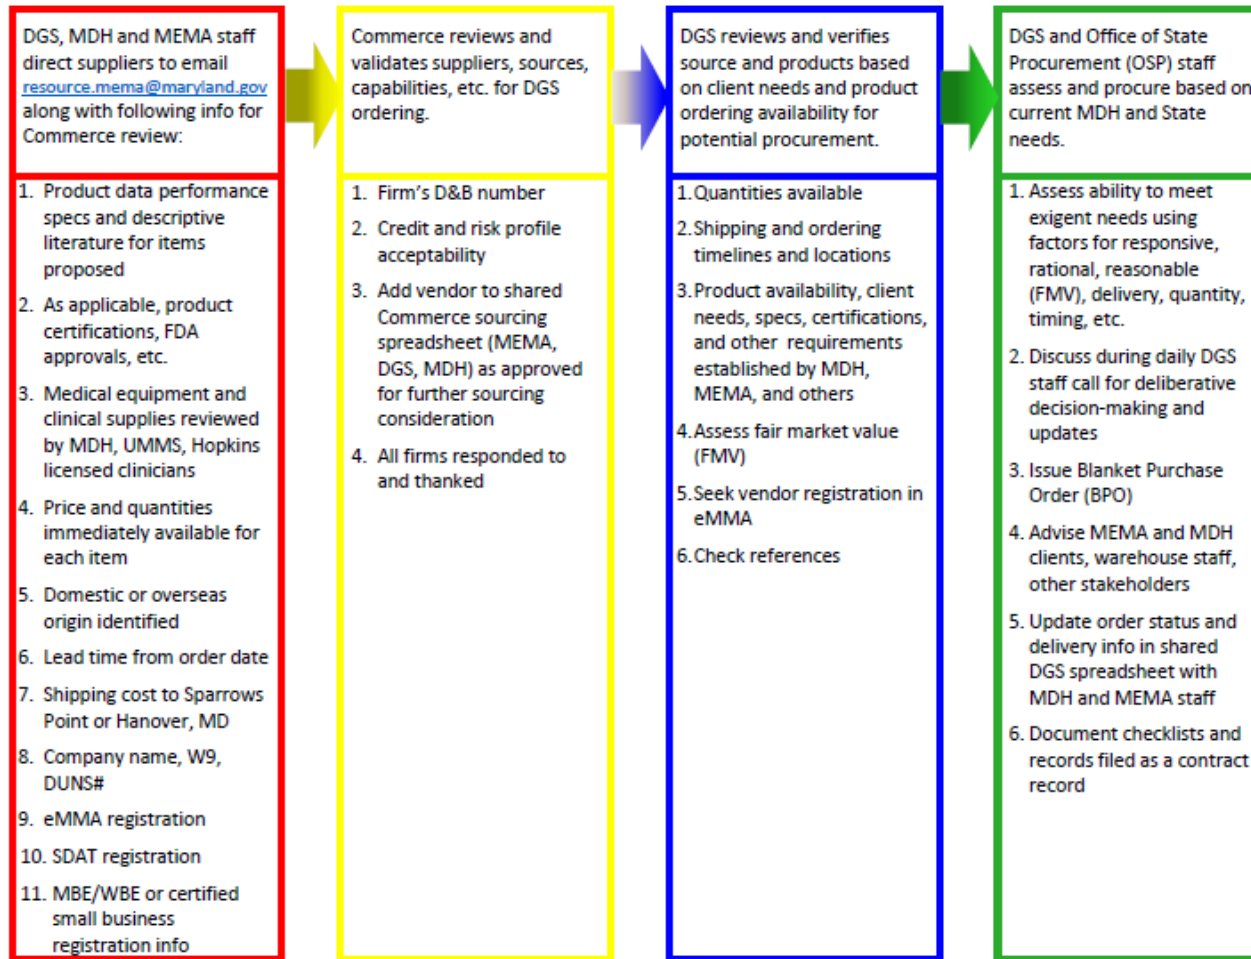 DGS, MDH and MEMA staff
direct suppliers to email
resource.mema@maryland.gov
along with following info for
Commerce review:
1. Product data performance
specs and descriptive
literature for items
proposed
2. As applicable, product
certifications, FDA
approvals, etc.
3. Medical equipment and
clinical supplies reviewed
by MDH, UMMS, Hopkins
licensed clinicians
4. Price and quantities
immediately available for
each item
5. Domestic or overseas
origin identified
6. Lead time from order date
7. Shipping cost to Sparrows
Point or Hanover, MD
8. Company name, W9,
DUNS#
9. eMMA registration
10. SDAT registration
11. MBE/WBE or certified
small business
registration info
Commerce reviews and
validates suppliers, sources,
capabilities, etc. for DGS
ordering.
1. Firm's D&B number
2. Credit and risk profile
acceptability
3. Add vendor to shared
Commerce sourcing
spreadsheet (MEMA,
DGS, MDH) as approved
for further sourcing
consideration
4. All firms responded to
and thanked
DGS reviews and verifies
source and products based
on client needs and product
ordering availability for
potential procurement.
1. Quantities available
2. Shipping and ordering
timelines and locations
3. Product availability, client
needs, specs, certifications,
and other requirements
established by MDH,
MEMA, and others
4. Assess fair market value
(FMV)
5. Seek vendor registration in
eMMA
6. Check references
DGS and Office of State
Procurement (OSP) staff
assess and procure based on
current MDH and State
needs.
1. Assess ability to meet
exigent needs using
factors for responsive,
rational, reasonable
(FMV), delivery, quantity,
timing, etc.
2. Discuss during daily DGS
staff call for deliberative
decision-making and
updates
3. Issue Blanket Purchase
Order (BPO)
4. Advise MEMA and MDH
clients, warehouse staff,
other stakeholders
5. Update order status and
delivery info in shared
DGS spreadsheet with
MDH and MEMA staff
6. Document checklists and
records filed as a contract
record